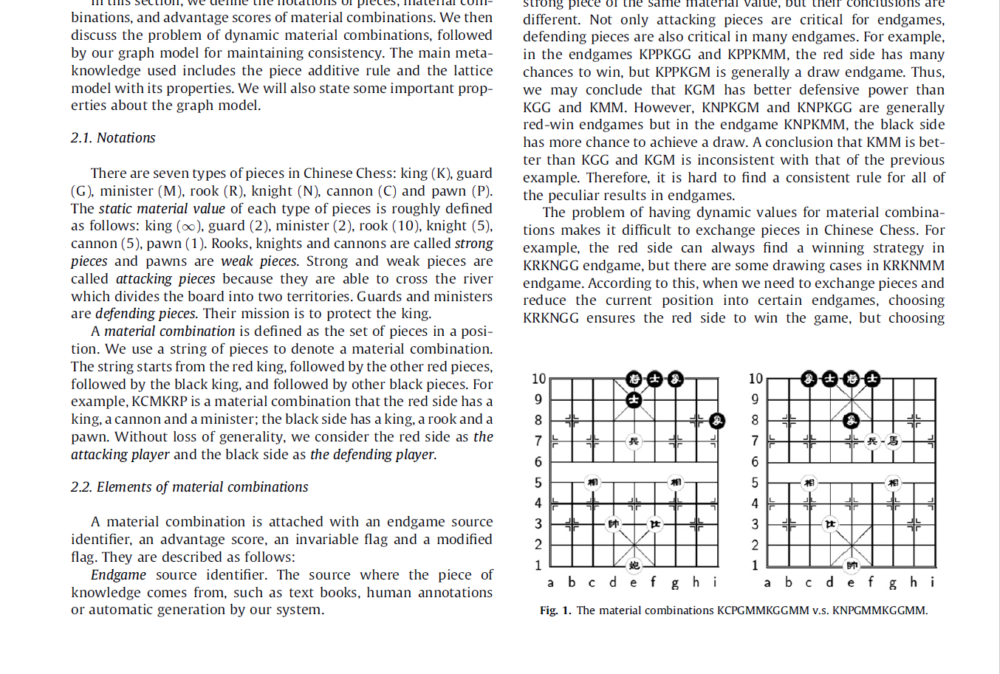 In this section, we define the notations of pieces, material com-
binations, and advantage scores of material combinations. We then
discuss the problem of dynamic material combinations, followed
by our graph model for maintaining consistency. The main meta-
knowledge used includes the piece additive rule and the lattice
model with its properties. We will also state some important prop-
erties about the graph model.
2.1. Notations
There are seven types of pieces in Chinese Chess: king (K), guard
(G), minister (M), rook (R), knight (N), cannon (C) and pawn (P).
The static material value of each type of pieces is roughly defined
as follows: king (∞), guard (2), minister (2), rook (10), knight (5),
cannon (5), pawn (1). Rooks, knights and cannons are called strong
pieces and pawns are weak pieces. Strong and weak pieces are
called attacking pieces because they are able to cross the river
which divides the board into two territories. Guards and ministers
are defending pieces. Their mission is to protect the king.
A material combination is defined as the set of pieces in a posi-
tion. We use a string of pieces to denote a material combination.
The string starts from the red king, followed by the other red pieces,
followed by the black king, and followed by other black pieces. For
example, KCMKRP is a material combination that the red side has a
king, a cannon and a minister; the black side has a king, a rook and a
pawn. Without loss of generality, we consider the red side as the
attacking player and the black side as the defending player.
2.2. Elements of material combinations
A material combination is attached with an endgame source
identifier, an advantage score, an invariable flag and a modified
flag. They are described as follows:
Endgame source identifier. The source where the piece of
knowledge comes from, such as text books, human annotations
or automatic generation by our system.
strong piece of the same material value, but their conclusions are
different. Not only attacking pieces are critical for endgames,
defending pieces are also critical in many endgames. For example,
in the endgames KPPKGG and KPPKMM, the red side has many
chances to win, but KPPKGM is generally a draw endgame. Thus,
we may conclude that KGM has better defensive power than
KGG and KMM. However, KNPKGM and KNPKGG are generally
red-win endgames but in the endgame KNPKMM, the black side
has more chance to achieve a draw. A conclusion that KMM is bet-
ter than KGG and KGM is inconsistent with that of the previous
example. Therefore, it is hard to find a consistent rule for all of
the peculiar results in endgames.
The problem of having dynamic values for material combina-
tions makes it difficult to exchange pieces in Chinese Chess. For
example, the red side can always find a winning strategy in
KRKNGG endgame, but there are some drawing cases in KRKNMM
endgame. According to this, when we need to exchange pieces and
reduce the current position into certain endgames, choosing
KRKNGG ensures the red side to win the game, but choosing
10 將 士 象
9 士
8 象
7 兵
6
5 相 相
4
3 帥 仕
2
1 炮
a b c d e f g h i
10 象 士 將 士
9
8 象
7 兵 馬
6
5 相 相
4
3 仕
2
1 帥
a b c d e f g h i
Fig. 1. The material combinations KCPGMMKGGMM v.s. KNPGMMKGGMM.